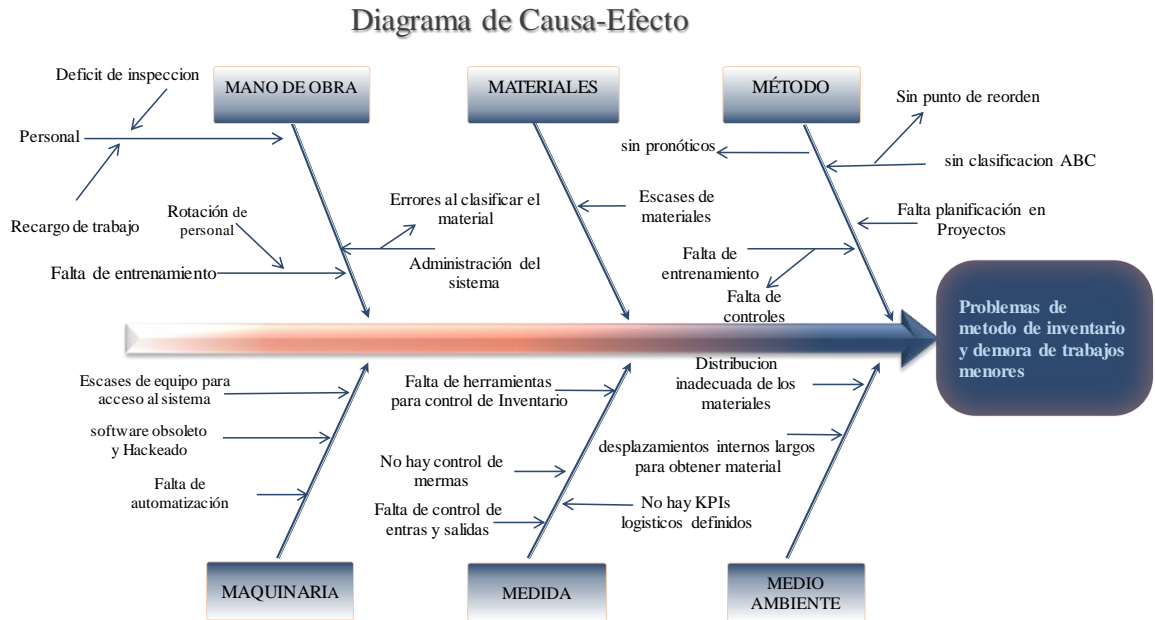 Diagrama de Causa-Efecto
Deficit de inspeccion
MANO DE OBRA
MATERIALES
MÉTODO
Sin punto de reorden
Personal
sin pronóticos
sin clasificacion ABC
Recargo de trabajo
Rotación de
personal
Errores al clasificar el
material
Escases de
materiales
Falta planificación en
Proyectos
Falta de entrenamiento
Administración del
sistema
Falta de
entrenamiento
Falta de
controles
Problemas de
metodo de inventario
y demora de trabajos
menores
Escases de equipo para
acceso al sistema
Falta de herramientas
para control de Inventario
Distribucion
inadecuada de los
materiales
software obsoleto
y Hackeado
No hay control de
mermas
desplazamientos internos largos
para obtener material
Falta de
automatización
Falta de control de
entras y salidas
No hay KPIs
logisticos definidos
MAQUINARIA
MEDIDA
MEDIO
AMBIENTE